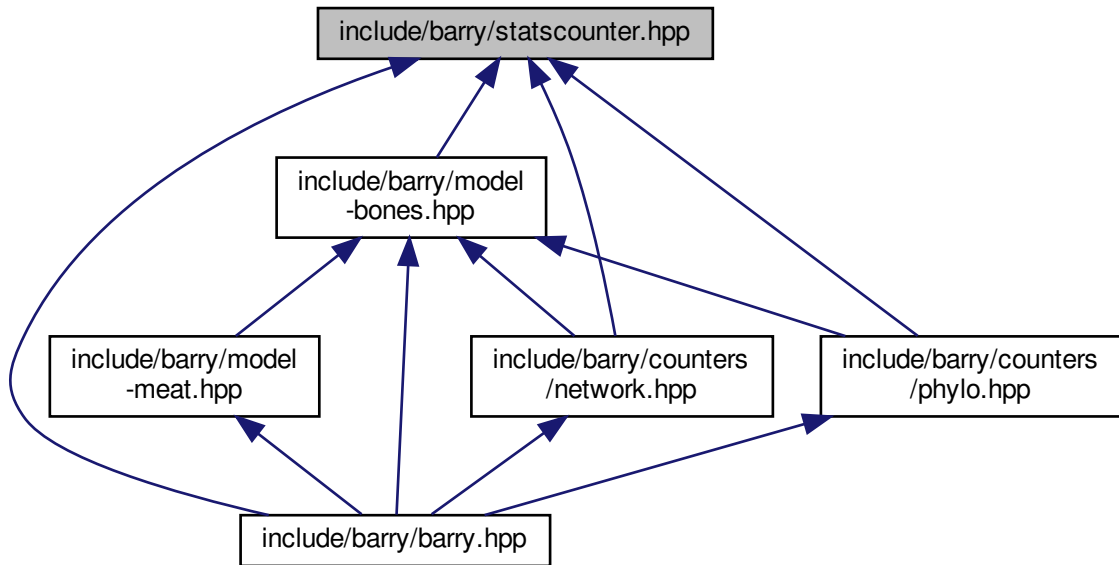 include/barry/statscounter.hpp
include/barry/model
-bones.hpp
include/barry/model
-meat.hpp
include/barry/counters
/network.hpp
include/barry/counters
/phylo.hpp
include/barry/barry.hpp